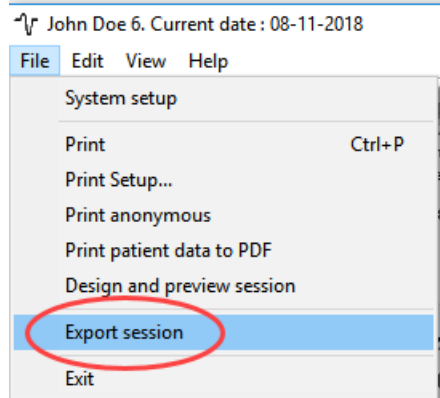 John Doe 6. Current date : 08-11-2018
File Edit View Help
System setup
Print Ctrl+P
Print Setup...
Print anonymous
Print patient data to PDF
Design and preview session
Export session
Exit